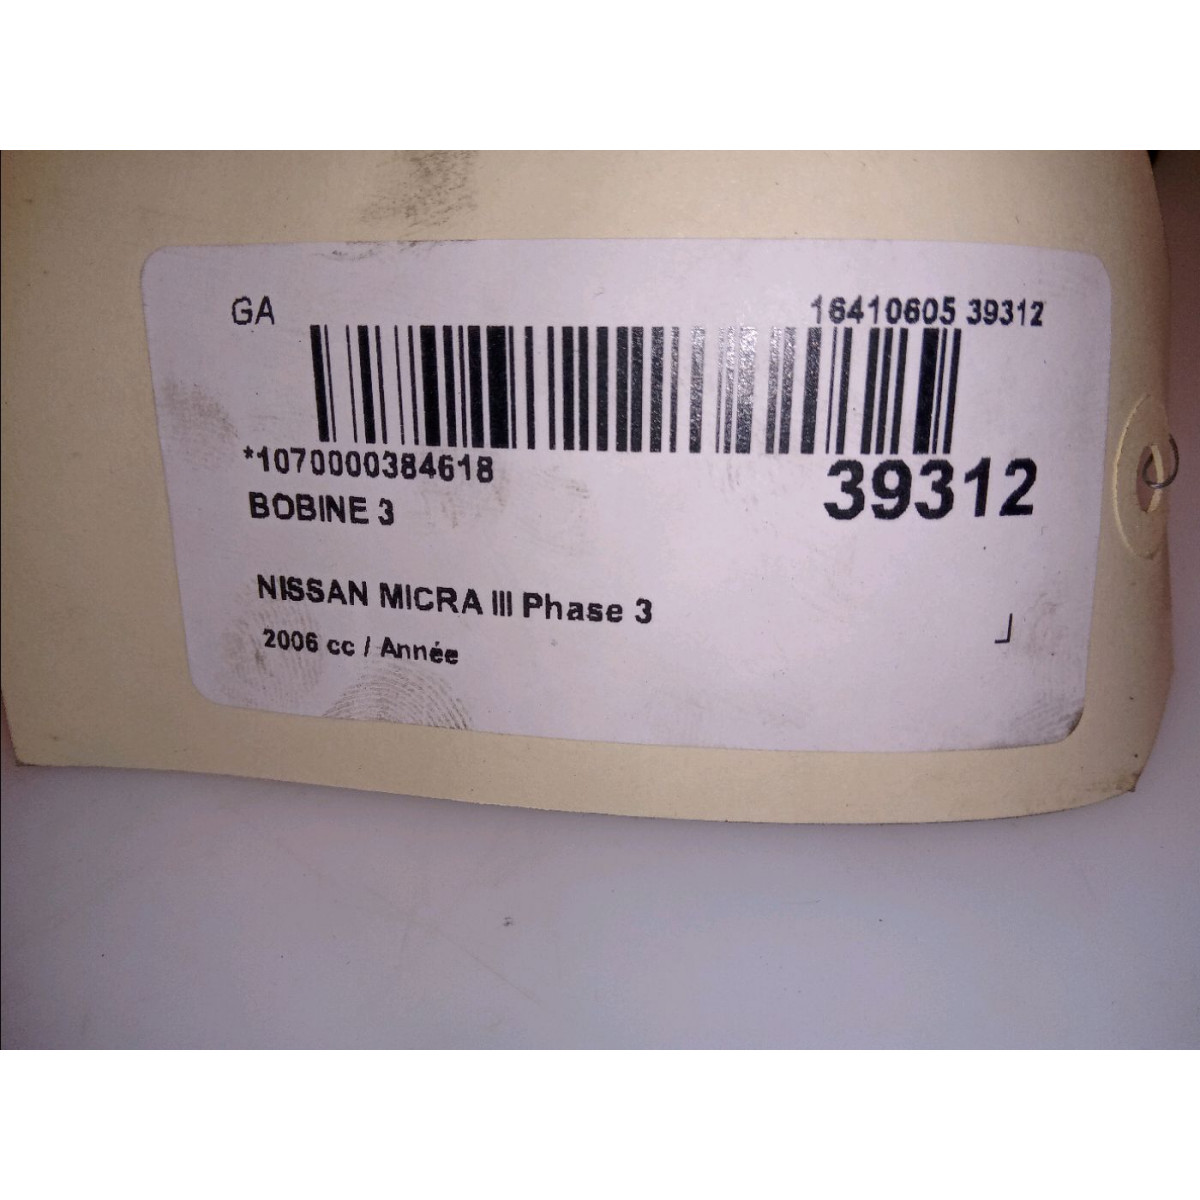 GA 16410605 39312
*1070000384618
BOBINE 3 39312
NISSAN MICRA III Phase 3
2006 cc / Année